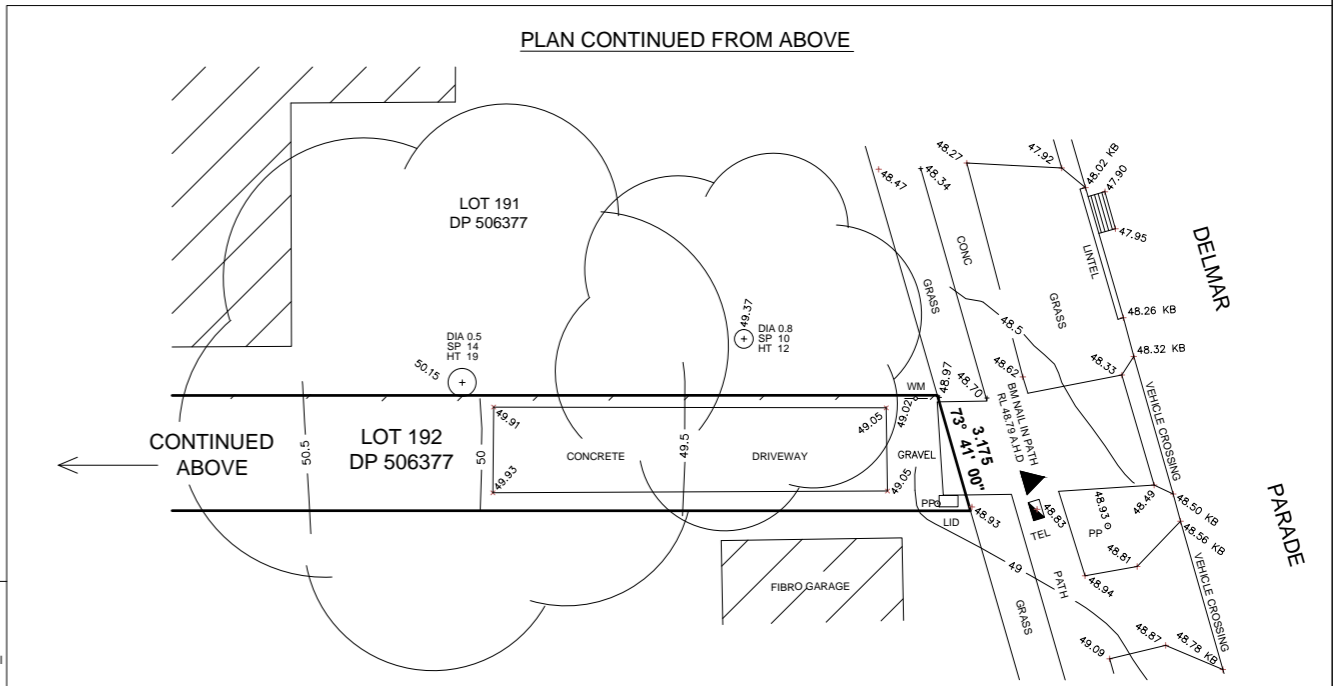 PLAN CONTINUED FROM ABOVE
48.27
47.92
48.02 KB
47.90
48.47
48.34
47.95
LOT 191
DP 506377
CONC
LINTEL
DELMAR
GRASS
GRASS
48.5
48.26 KB
49.37
DIA 0.8
SP 10
HT 12
DIA 0.5
SP 14
HT 19
50.15
48.32 KB
48.33
48.62
48.97
48.70
WM
BM NAIL IN PATH
RL 48.79 A.H.D
VEHICLE CROSSING
49.91
49.05
49.02
3.175
73° 41' 00"
CONTINUED
ABOVE
50.5
LOT 192
DP 506377
50
CONCRETE
49.5
DRIVEWAY
GRAVEL
49.93
49.05
PP
LID
48.93
48.83
TEL
48.93
PP
48.49
48.50 KB
48.56 KB
PARADE
48.81
48.94
49
PATH
VEHICLE CROSSING
FIBRO GARAGE
GRASS
49.09
48.87
48.78 KB